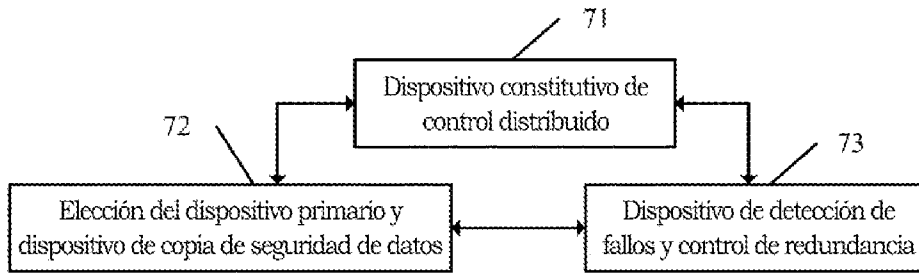 71
Dispositivo constitutivo de
control distribuido
72
73
Elección del dispositivo primario y
dispositivo de copia de seguridad de datos
Dispositivo de detección de
fallos y control de redundancia